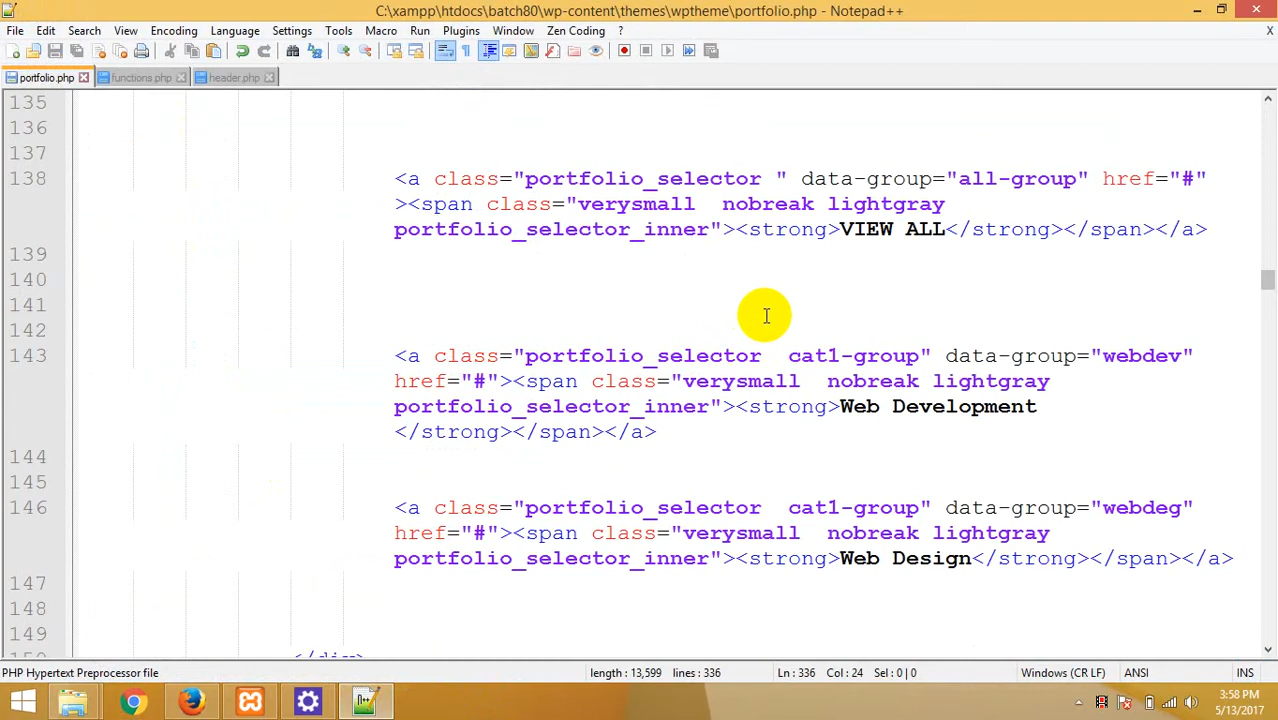 C:\xampp\htdocs\batch80\wp-content\themes\wptheme\portfolio.php - Notepad++
File Edit Search View Encoding Language Settings Tools Macro Run Plugins Window Zen Coding ? X
portfolio.php functions.php header.php
135
136
137
138 <a class="portfolio_selector " data-group="all-group" href="#"
><span class="verysmall  nobreak lightgray
portfolio_selector_inner"><strong>VIEW ALL</strong></span></a>
139
140
141
142
143 <a class="portfolio_selector  cat1-group" data-group="webdev"
href="#"><span class="verysmall  nobreak lightgray
portfolio_selector_inner"><strong>Web Development
</strong></span></a>
144
145
146 <a class="portfolio_selector  cat1-group" data-group="webdeg"
href="#"><span class="verysmall  nobreak lightgray
portfolio_selector_inner"><strong>Web Design</strong></span></a>
147
148
149
150 </div>
PHP Hypertext Preprocessor file length : 13,599 lines : 336 Ln : 336 Col : 24 Sel : 0 | 0 Windows (CR LF) ANSI INS
3:58 PM
5/13/2017